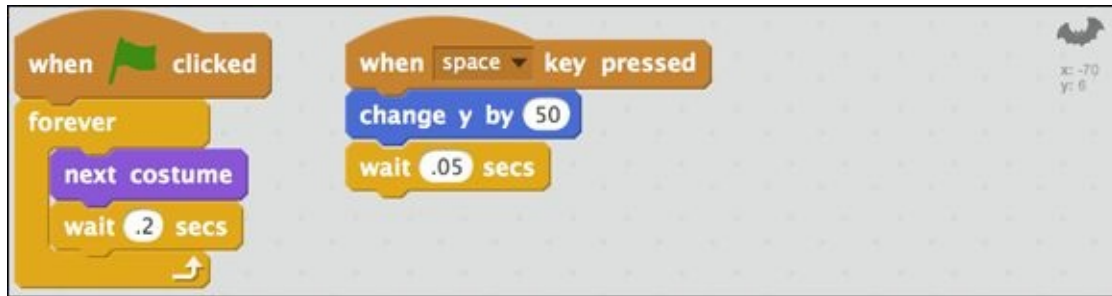 when clicked
forever
next costume
wait .2 secs
when space key pressed
change y by 50
wait .05 secs
x: -70
y: 6